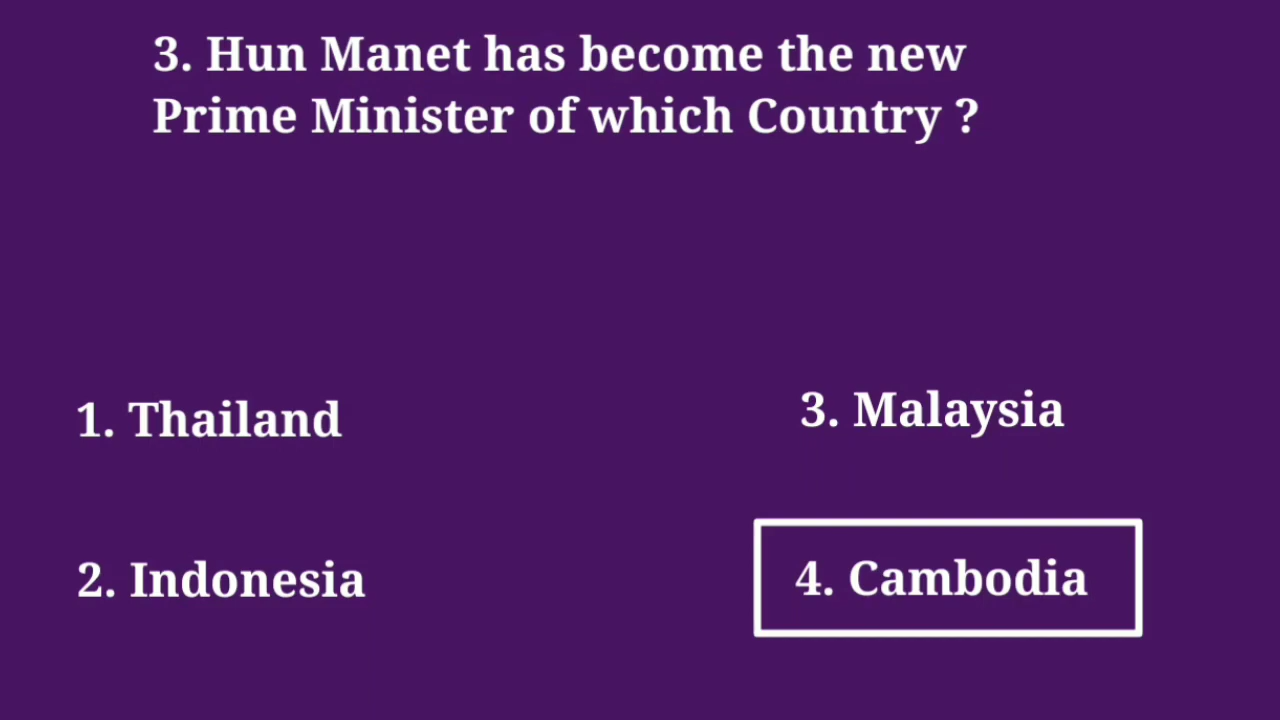 3. Hun Manet has become the new
Prime Minister of which Country ?
1. Thailand
2. Indonesia
3. Malaysia
4. Cambodia